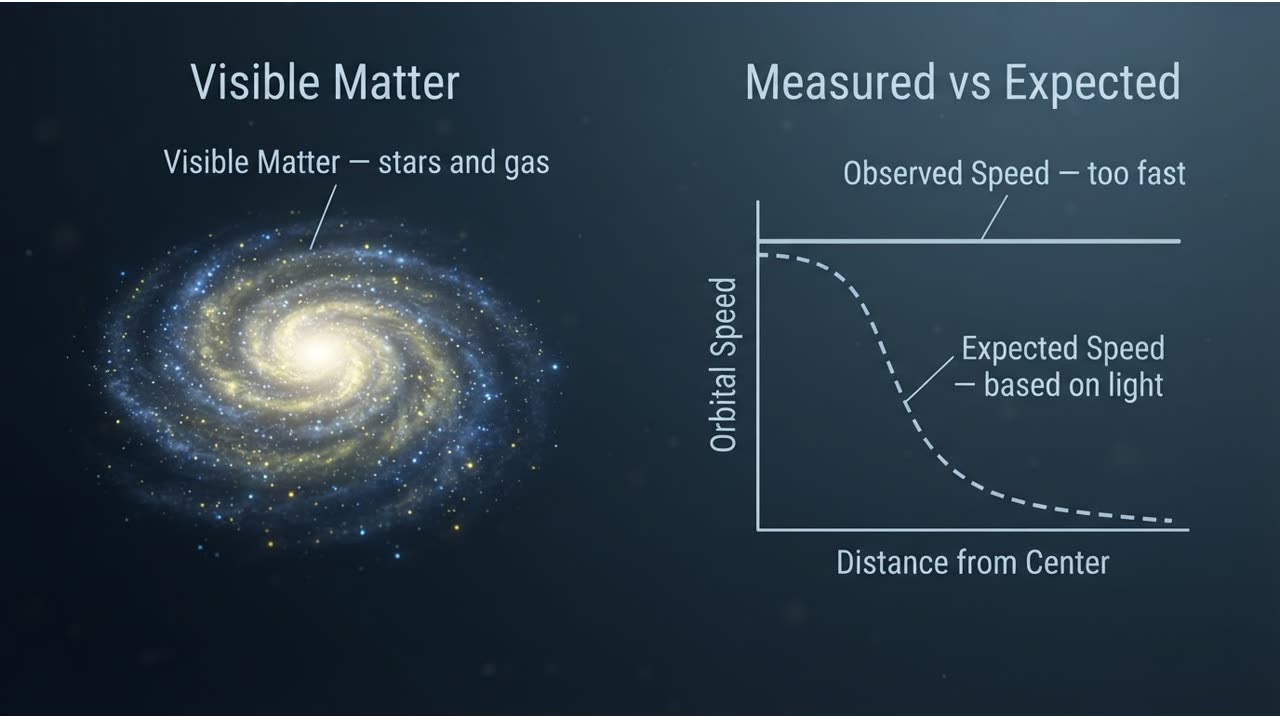 Visible Matter
Visible Matter — stars and gas
Measured vs Expected
Observed Speed — too fast
Orbital Speed
Expected Speed
— based on light
Distance from Center